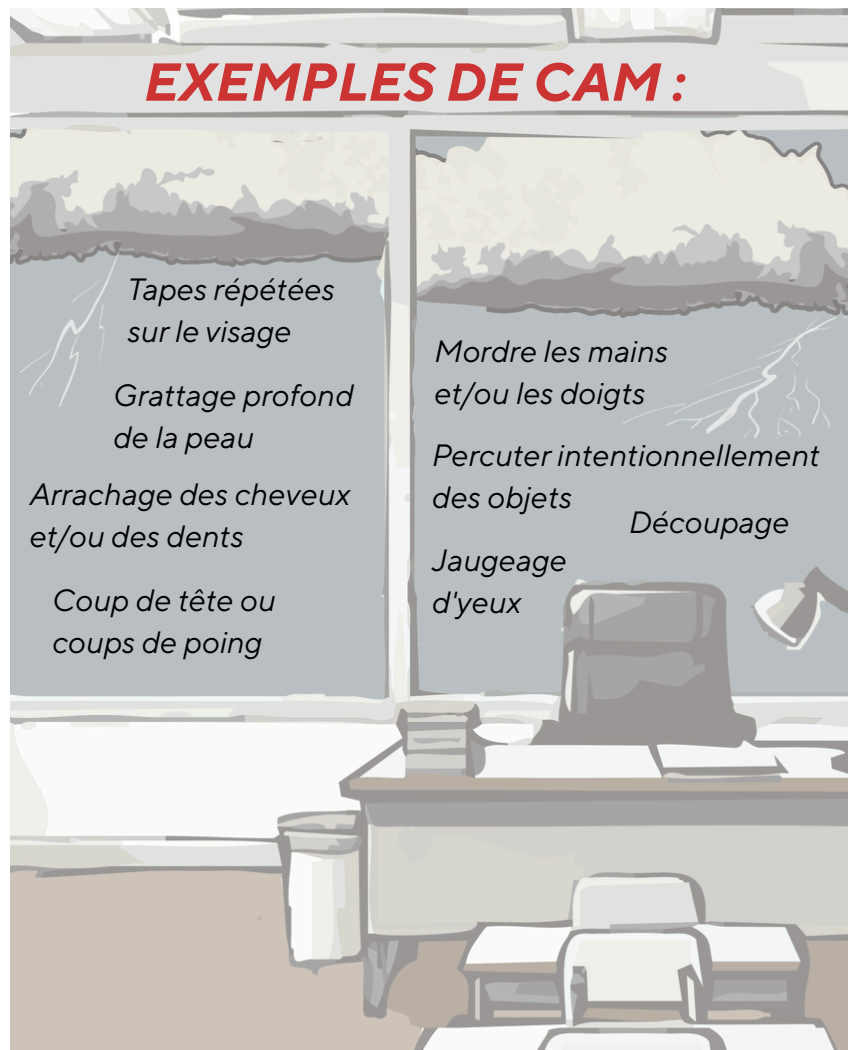 EXEMPLES DE CAM :
Tapes répétées
sur le visage
Grattage profond
de la peau
Arrachage des cheveux
et/ou des dents
Coup de tête ou
coups de poing
Mordre les mains
et/ou les doigts
Percuter intentionnellement
des objets
Découpage
Jaugeage
d'yeux